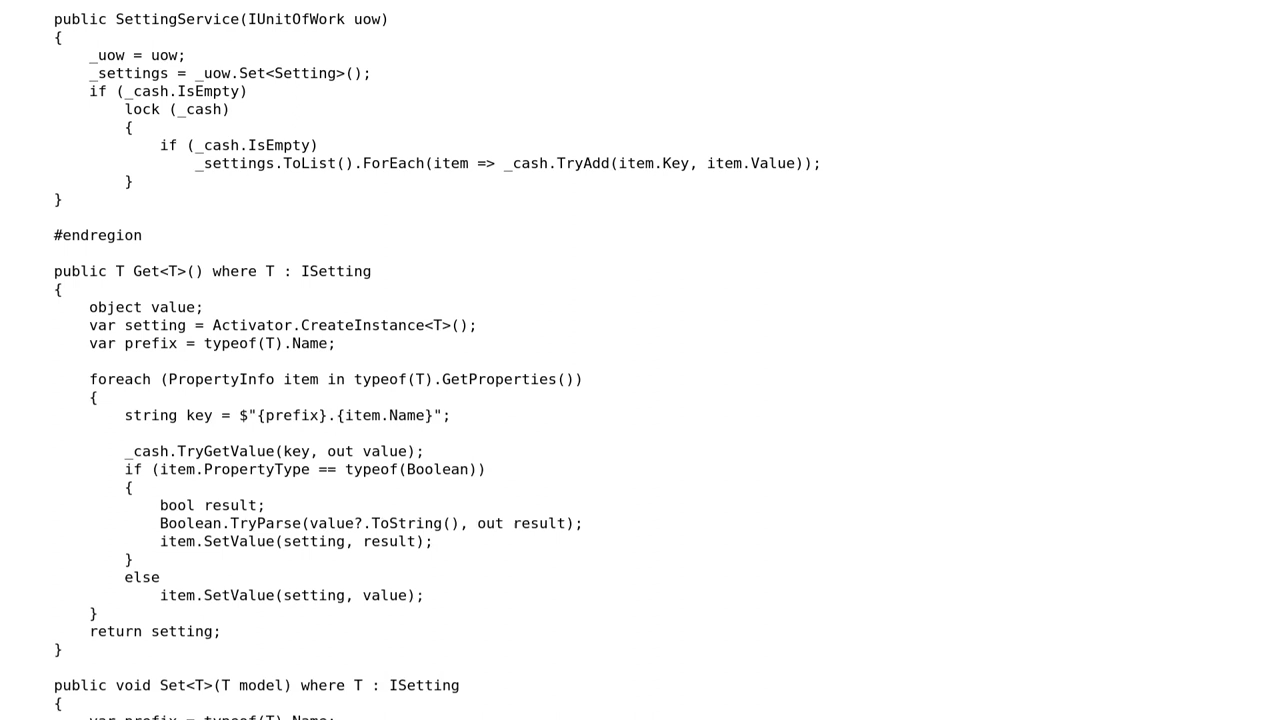 public SettingService(IUnitOfWork uow)
{
    _uow = uow;
    _settings = _uow.Set<Setting>();
    if (_cash.IsEmpty)
        lock (_cash)
        {
            if (_cash.IsEmpty)
                _settings.ToList().ForEach(item => _cash.TryAdd(item.Key, item.Value));
        }
}

#endregion

public T Get<T>() where T : ISetting
{
    object value;
    var setting = Activator.CreateInstance<T>();
    var prefix = typeof(T).Name;

    foreach (PropertyInfo item in typeof(T).GetProperties())
    {
        string key = $"{prefix}.{item.Name}";

        _cash.TryGetValue(key, out value);
        if (item.PropertyType == typeof(Boolean))
        {
            bool result;
            Boolean.TryParse(value?.ToString(), out result);
            item.SetValue(setting, result);
        }
        else
            item.SetValue(setting, value);
    }
    return setting;
}

public void Set<T>(T model) where T : ISetting
{
    var prefix = typeof(T).Name;